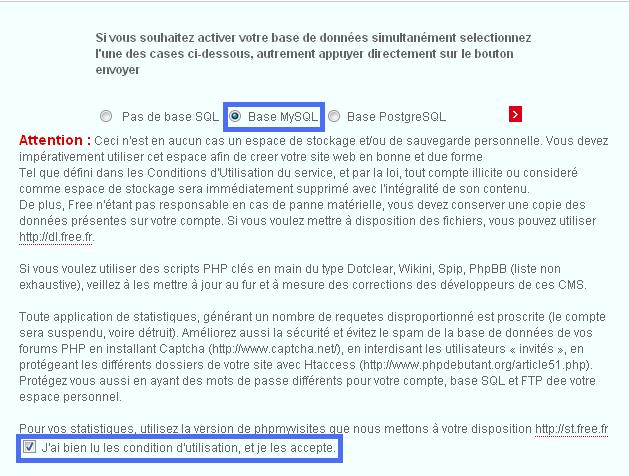 Si vous souhaitez activer votre base de données simultanément selectionnez
l'une des cases ci-dessous, autrement appuyer directement sur le bouton
envoyer
Pas de base SQL Base MySQL Base PostgreSQL
Attention : Ceci n'est en aucun cas un espace de stockage et/ou de sauvegarde personnelle. Vous devez
impérativement utiliser cet espace afin de creer votre site web en bonne et due forme
Tel que défini dans les Conditions d'Utilisation du service, et par la loi, tout compte illicite ou consideré
comme espace de stockage sera immédiatement supprimé avec l'intégralité de son contenu.
De plus, Free n'étant pas responsable en cas de panne matérielle, vous devez conserver une copie des
données présentes sur votre compte. Si vous voulez mettre à disposition des fichiers, vous pouvez utiliser
http://dl.free.fr.
Si vous voulez utiliser des scripts PHP clés en main du type Dotclear, Wikini, Spip, PhpBB (liste non
exhaustive), veillez à les mettre à jour au fur et à mesure des corrections des développeurs de ces CMS.
Toute application de statistiques, générant un nombre de requetes disproportionné est proscrite (le compte
sera suspendu, voire détruit). Améliorez aussi la sécurité et évitez le spam de la base de données de vos
forums PHP en installant Captcha (http://www.captcha.net/), en interdisant les utilisateurs « invités », en
protégeant les différents dossiers de votre site avec Htaccess (http://www.phpdebutant.org/article51.php).
Protégez vous aussi en ayant des mots de passe différents pour votre compte, base SQL et FTP dee votre
espace personnel.
Pour vos statistiques, utilisez la version de phpmyvisites que nous mettons à votre disposition http://st.free.fr
J'ai bien lu les condition d'utilisation, et je les accepte.